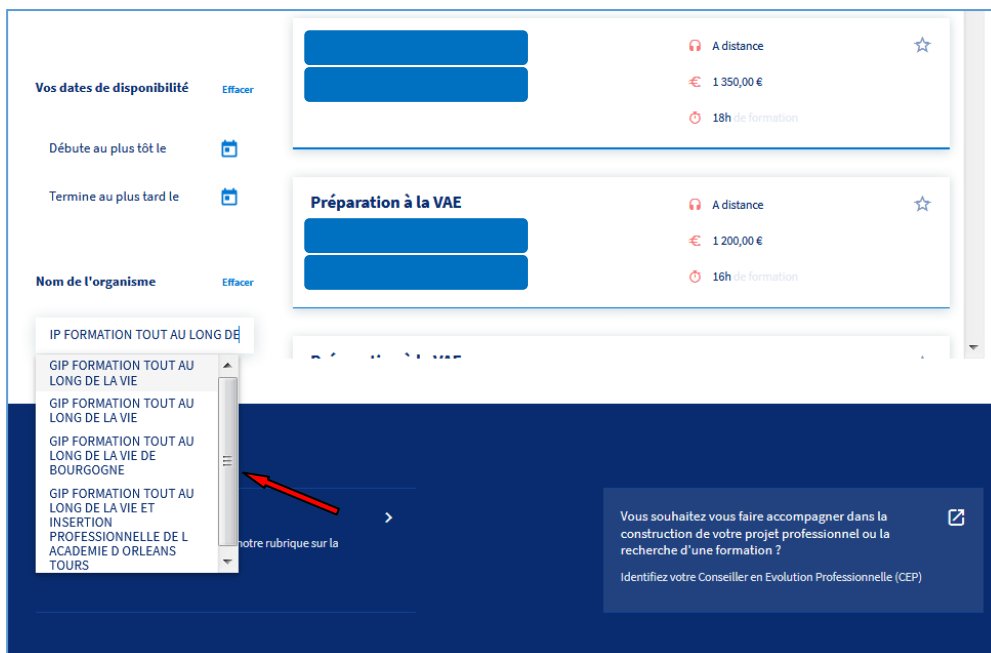 Vos dates de disponibilité
Effacer
Débute au plus tôt le
Termine au plus tard le
Nom de l'organisme
Effacer
IP FORMATION TOUT AU LONG DE
GIP FORMATION TOUT AU
LONG DE LA VIE
GIP FORMATION TOUT AU
LONG DE LA VIE
GIP FORMATION TOUT AU
LONG DE LA VIE DE
BOURGOGNE
GIP FORMATION TOUT AU
LONG DE LA VIE ET
INSERTION
PROFESSIONNELLE DE L
ACADEMIE D ORLEANS
TOURS
A distance
€ 1 350,00 €
18h de formation
Préparation à la VAE
A distance
€ 1 200,00 €
16h de formation
notre rubrique sur la
Vous souhaitez vous faire accompagner dans la
construction de votre projet professionnel ou la
recherche d'une formation ?
Identifiez votre Conseiller en Evolution Professionnelle (CEP)